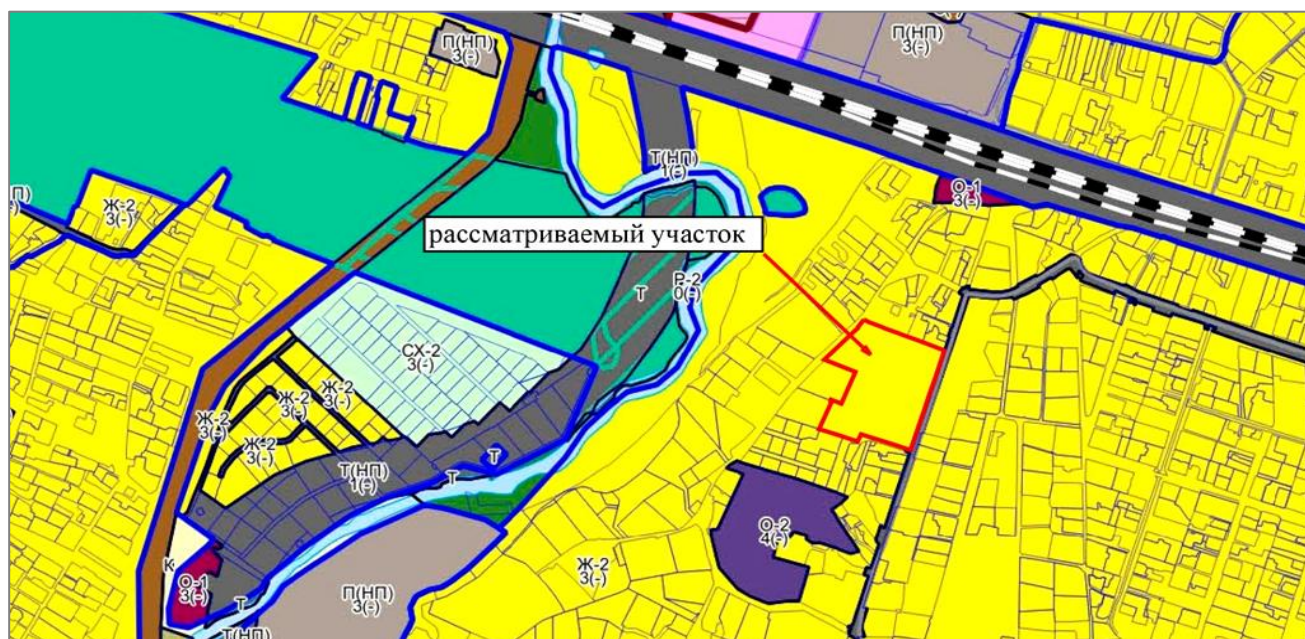 П(НП)
3(-)
П(НП)
3(-)
Т(НП)
1(-)
О-1
3(-)
П)
-)
Ж-2
3(-)
рассматриваемый участок
Р-2
0(-)
Т
СХ-2
3(-)
Ж-2
3(-)
Ж-2
3(-)
Ж-2
3(-)
Ж-2
3(-)
Т(НП)
1(-)
Т
Т
О-2
4(-)
К
О-1
3(-)
Т
П(НП)
3(-)
Ж-2
3(-)
Т(НП)